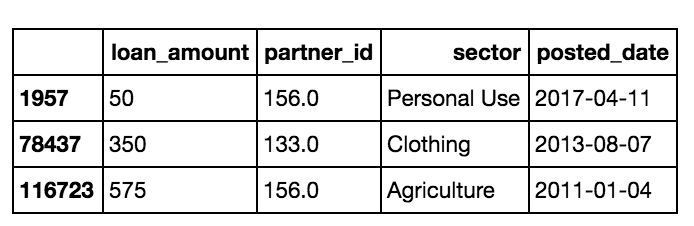 loan_amount partner_id sector posted_date
1957 50 156.0 Personal Use 2017-04-11
78437 350 133.0 Clothing 2013-08-07
116723 575 156.0 Agriculture 2011-01-04